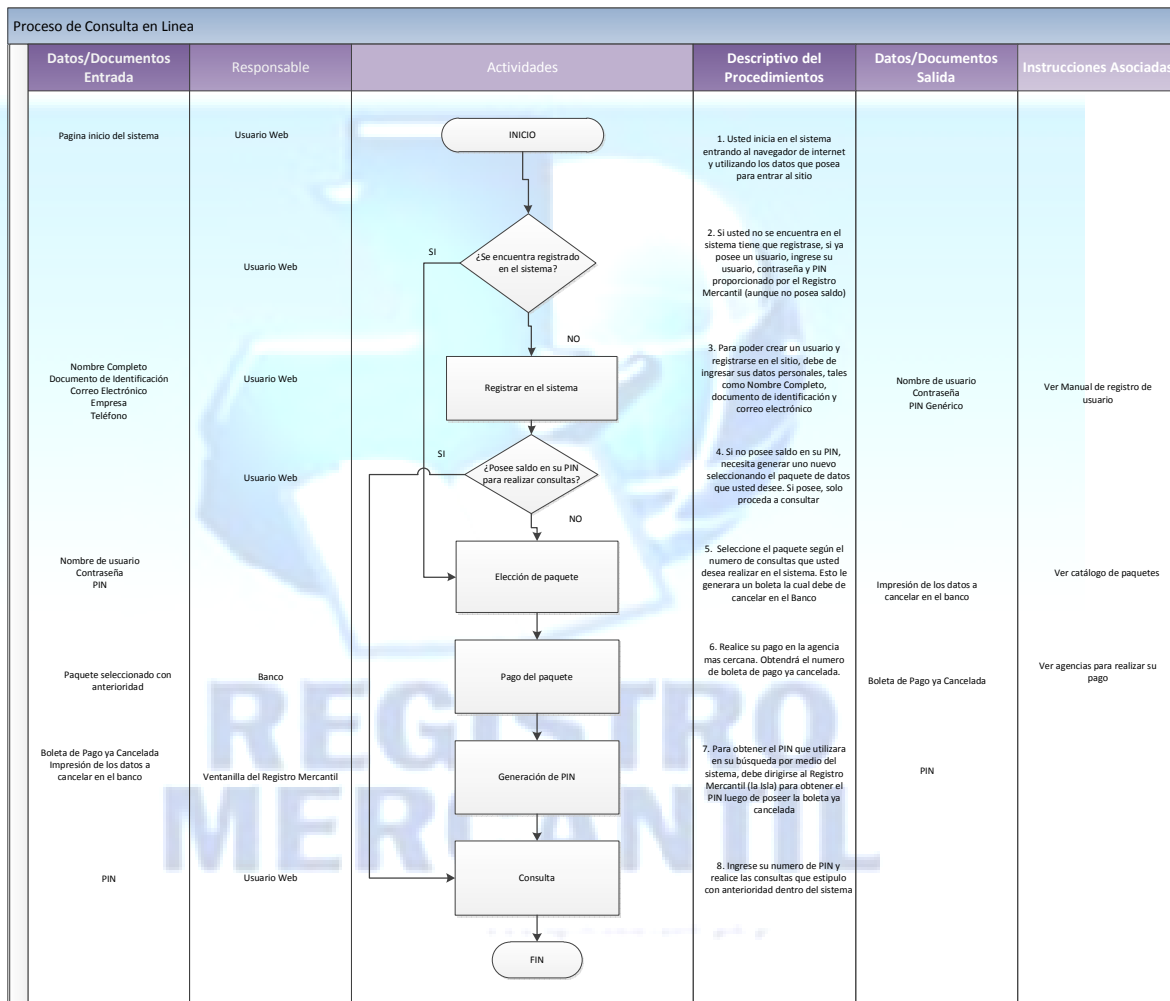 Proceso de Consulta en Linea
Datos/Documentos
Entrada
Responsable
Actividades
Descriptivo del
Procedimientos
Datos/Documentos
Salida
Instrucciones Asociadas
Pagina inicio del sistema
Usuario Web
INICIO
1. Usted inicia en el sistema
entrando al navegador de internet
y utilizando los datos que posea
para entrar al sitio
Usuario Web
SI
¿Se encuentra registrado
en el sistema?
NO
2. Si usted no se encuentra en el
sistema tiene que registrase, si ya
posee un usuario, ingrese su
usuario, contraseña y PIN
proporcionado por el Registro
Mercantil (aunque no posea saldo)
Nombre Completo
Documento de Identificación
Correo Electrónico
Empresa
Teléfono
Usuario Web
Registrar en el sistema
3. Para poder crear un usuario y
registrarse en el sitio, debe de
ingresar sus datos personales, tales
como Nombre Completo,
documento de identificación y
correo electrónico
Nombre de usuario
Contraseña
PIN Genérico
Ver Manual de registro de
usuario
Usuario Web
SI
¿Posee saldo en su PIN
para realizar consultas?
NO
4. Si no posee saldo en su PIN,
necesita generar uno nuevo
seleccionando el paquete de datos
que usted desee. Si posee, solo
proceda a consultar
Nombre de usuario
Contraseña
PIN
Elección de paquete
5. Seleccione el paquete según el
numero de consultas que usted
desea realizar en el sistema. Esto le
generara un boleta la cual debe de
cancelar en el Banco
Impresión de los datos a
cancelar en el banco
Ver catálogo de paquetes
Paquete seleccionado con
anterioridad
Banco
Pago del paquete
6. Realice su pago en la agencia
mas cercana. Obtendrá el numero
de boleta de pago ya cancelada.
Boleta de Pago ya Cancelada
Ver agencias para realizar su
pago
Boleta de Pago ya Cancelada
Impresión de los datos a
cancelar en el banco
Ventanilla del Registro Mercantil
Generación de PIN
7. Para obtener el PIN que utilizara
en su búsqueda por medio del
sistema, debe dirigirse al Registro
Mercantil (la Isla) para obtener el
PIN luego de poseer la boleta ya
cancelada
PIN
PIN
Usuario Web
Consulta
8. Ingrese su numero de PIN y
realice las consultas que estipulo
con anterioridad dentro del sistema
FIN
REGISTRO
MERCANTIL